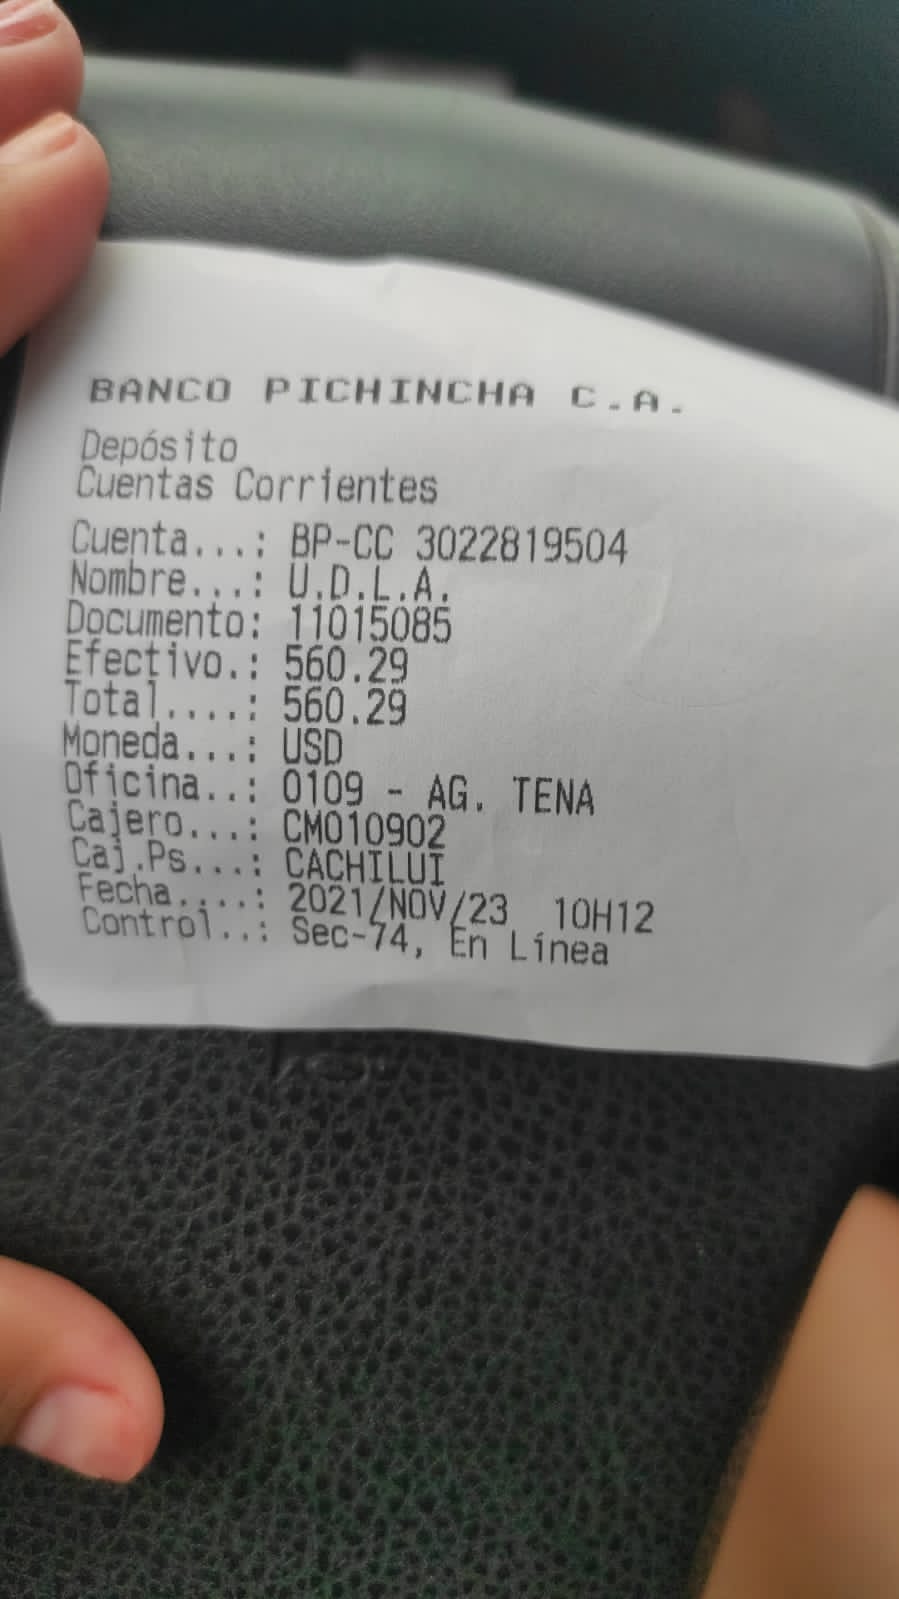 BANCO PICHINCHA C.A.
Depósito
Cuentas Corrientes
Cuenta...: BP-CC 3022819504
Nombre...: U.D.L.A.
Documento: 11015085
Efectivo.: 560.29
Total....: 560.29
Moneda...: USD
Oficina..: 0109 - AG. TENA
Cajero...: CM010902
Caj.Ps...: CACHILUI
Fecha....: 2021/NOV/23 10H12
Control..: Sec-74, En Línea